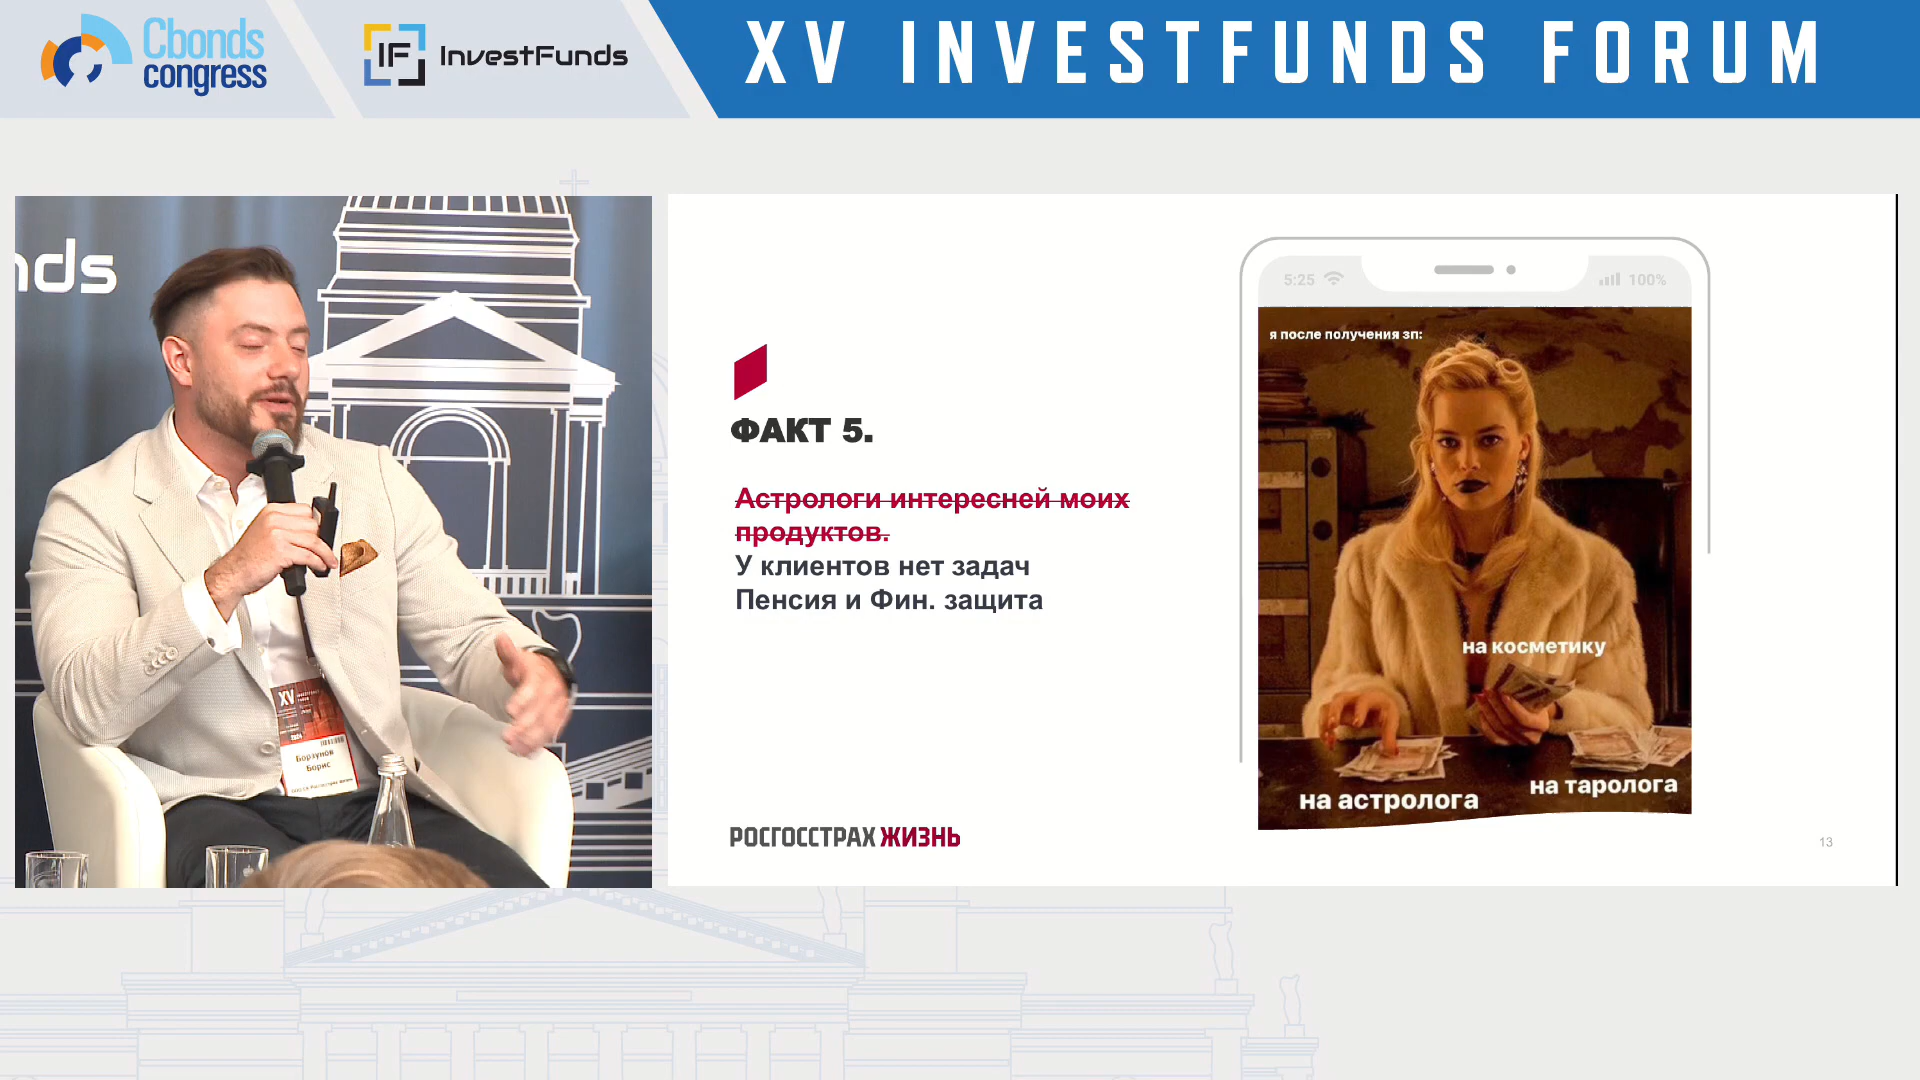 Cbonds
congress
IF InvestFunds
XV INVESTFUNDS FORUM
nds
XV
Борзунов
Борис
ФАКТ 5.
Астрологи интересней моих
продуктов.
У клиентов нет задач
Пенсия и Фин. защита
РОСГОССТРАХ ЖИЗНЬ
5:25
100%
я после получения зп:
на косметику
на астролога
на таролога
13